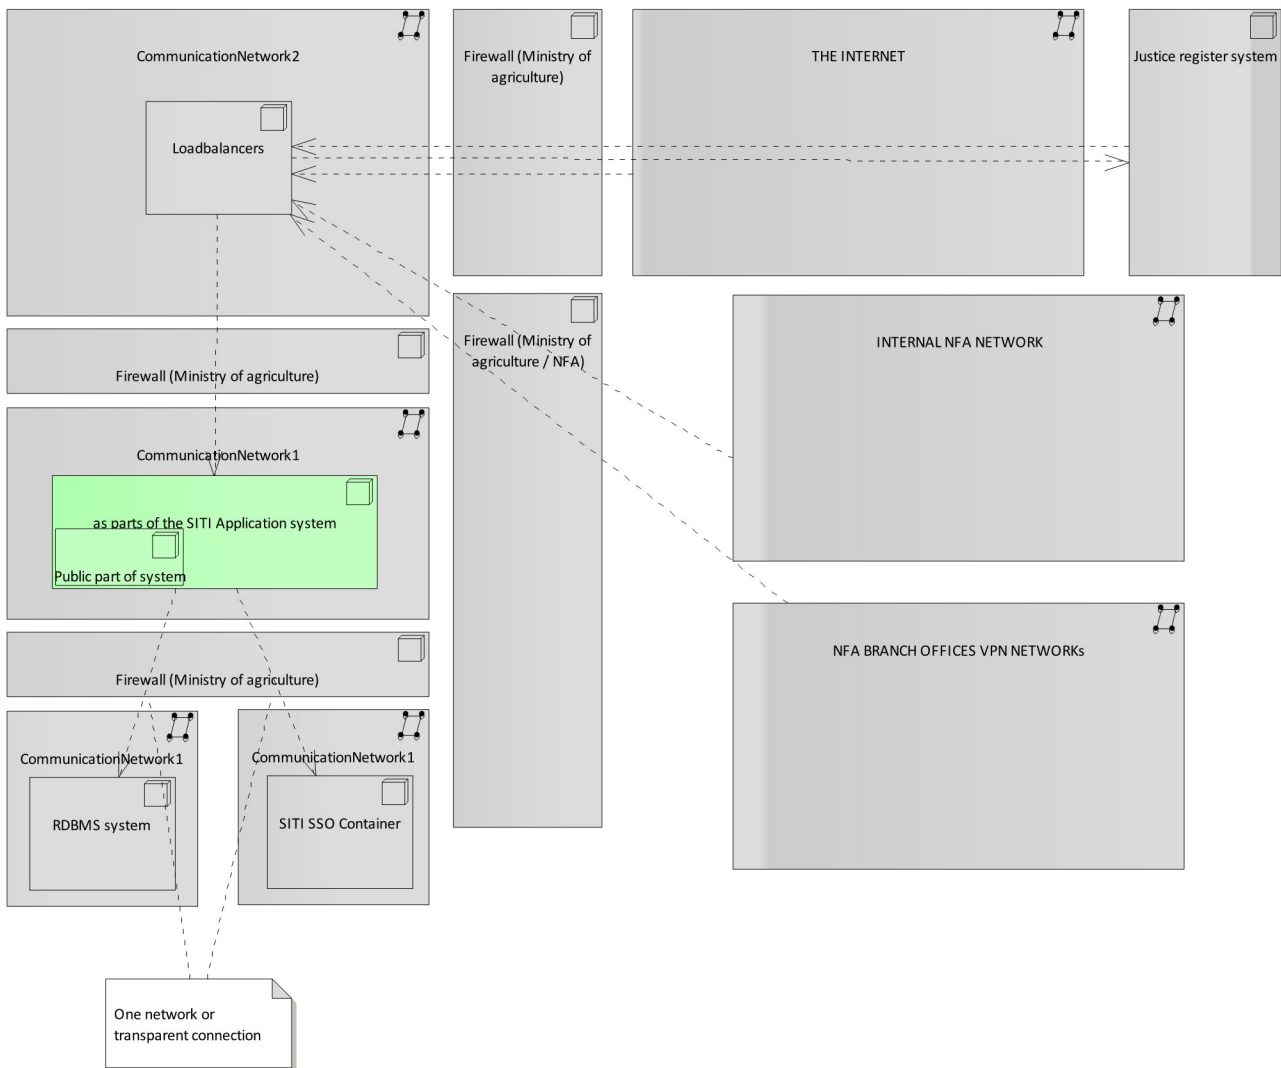 CommunicationNetwork2
Firewall (Ministry of
agriculture)
THE INTERNET
Justice register system
Loadbalancers
Firewall (Ministry of
agriculture / NFA)
INTERNAL NFA NETWORK
Firewall (Ministry of agriculture)
CommunicationNetwork1
as parts of the SITI Application system
Public part of system
NFA BRANCH OFFICES VPN NETWORKs
Firewall (Ministry of agriculture)
CommunicationNetwork1
CommunicationNetwork1
RDBMS system
SITI SSO Container
One network or
transparent connection